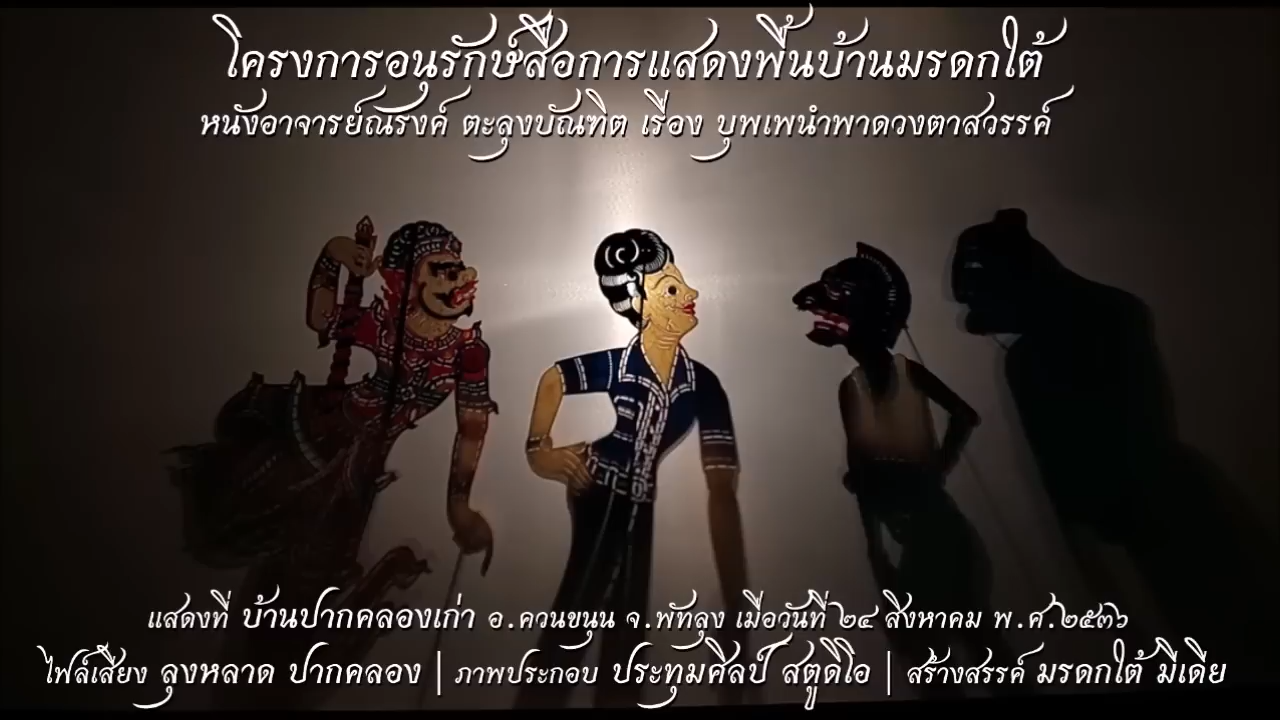 โครงการอนุรักษ์สื่อการแสดงพื้นบ้านมรดกใต้
หนังอาจารย์ณรงค์ ตะลุงบัณฑิต เรื่อง บุพเพนำพาดวงตาสวรรค์
แสดงที่ บ้านปากคลองเก่า อ.ควนขนุน จ.พัทลุง เมื่อวันที่ ๒๔ สิงหาคม พ.ศ.๒๕๓๖
ไฟล์เสียง ลุงหลาด ปากคลอง | ภาพประกอบ ประทุมศิลป์ สตูดิโอ | สร้างสรรค์ มรดกใต้ มีเดีย